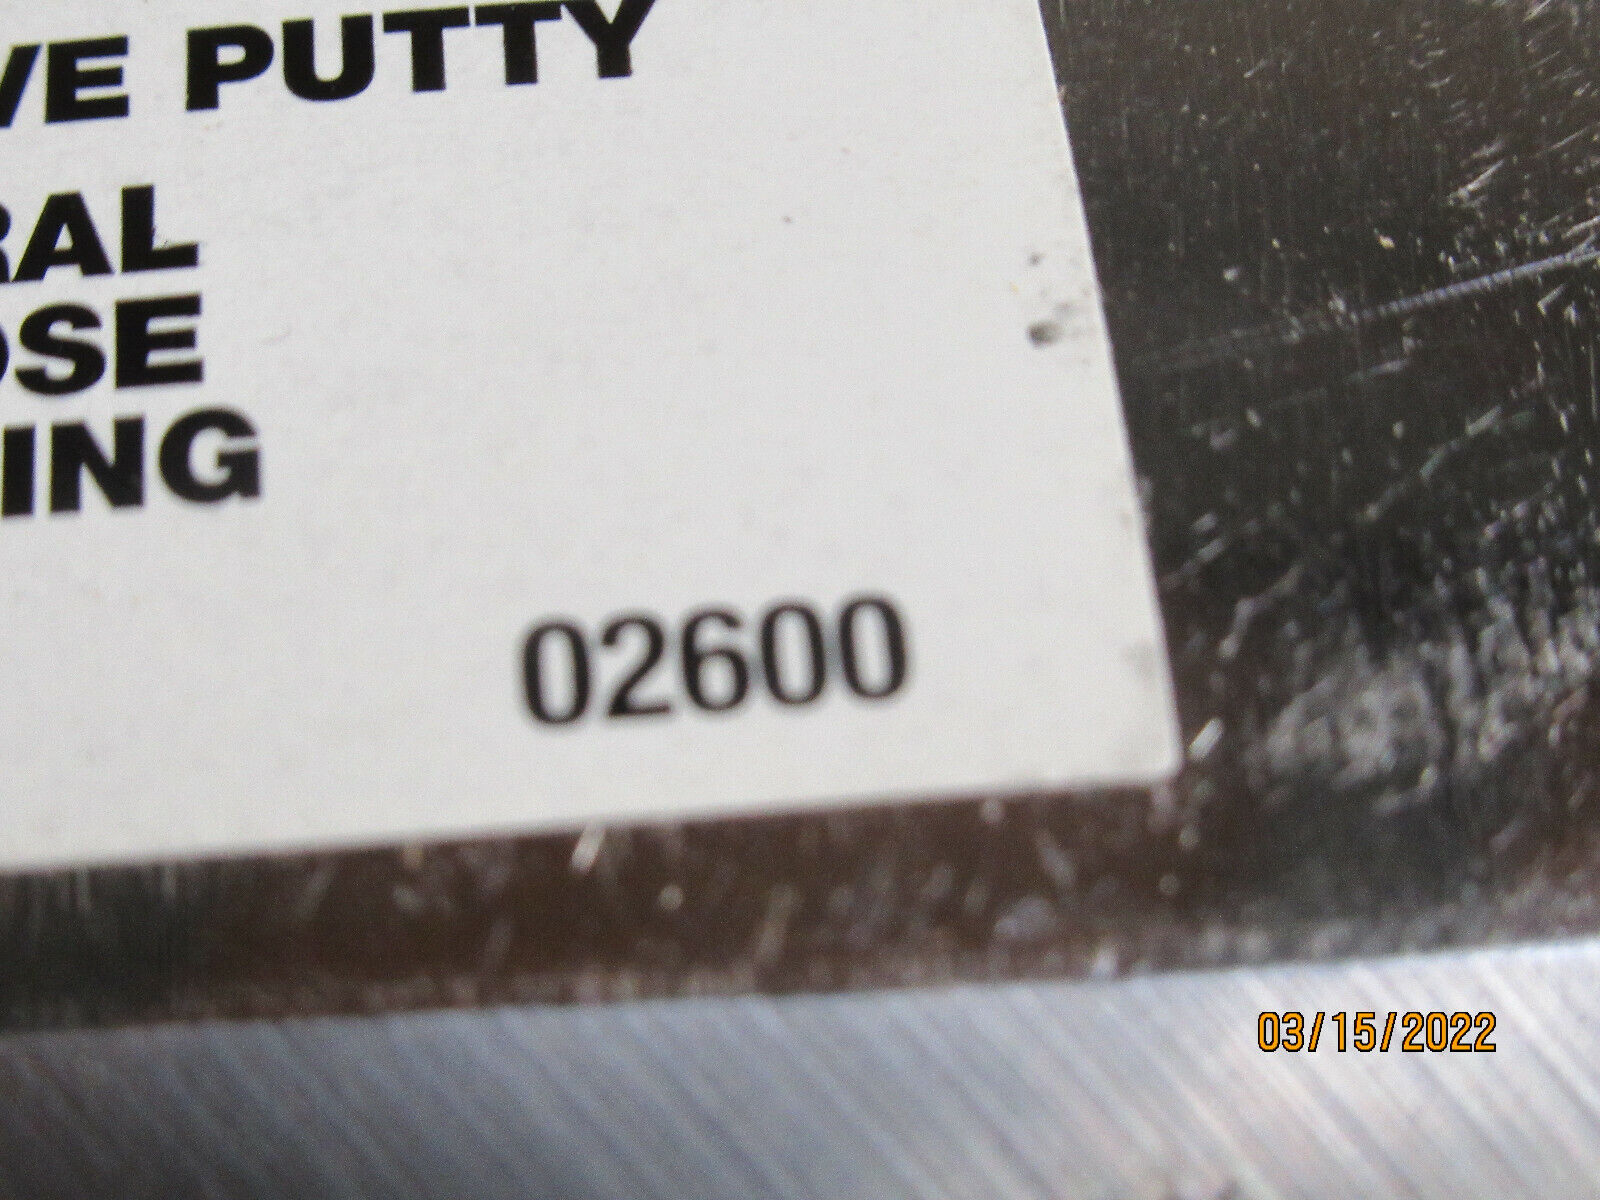 VE PUTTY
RAL
OSE
ING
02600
03/15/2022